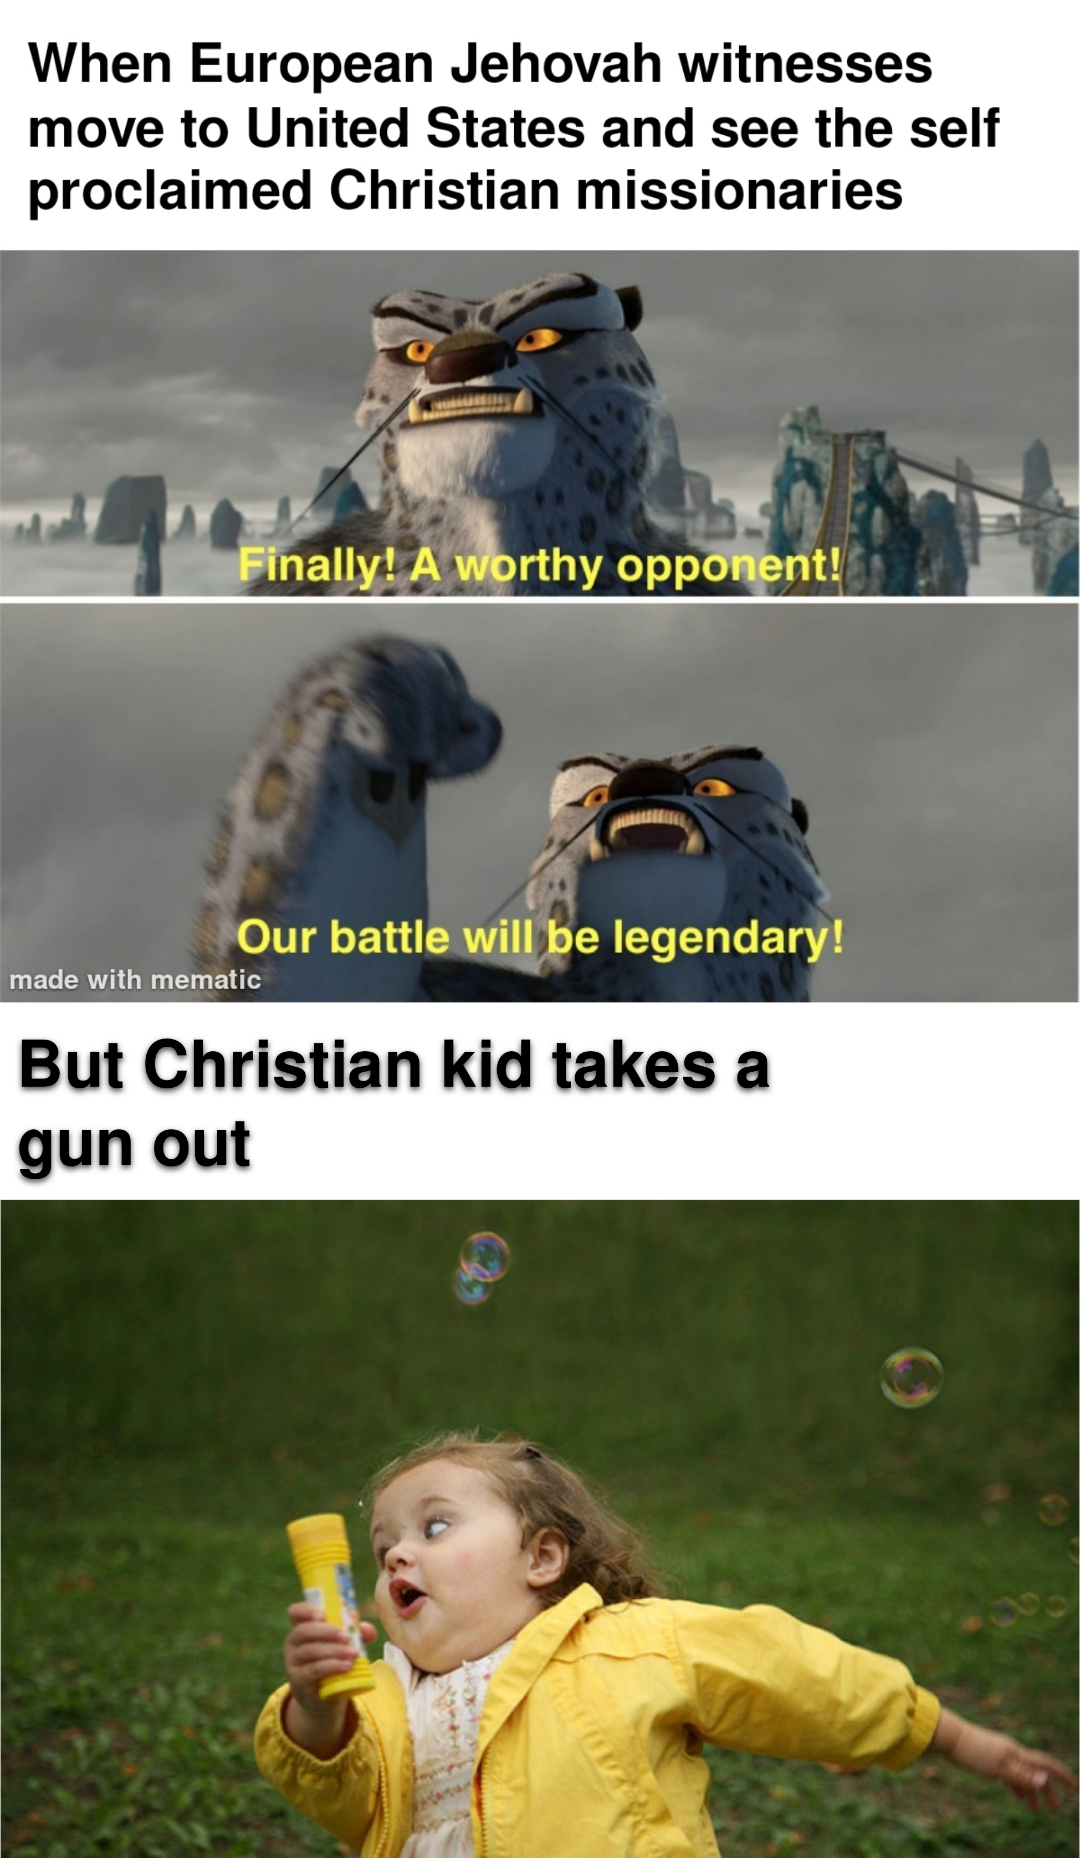 When European Jehovah witnesses
move to United States and see the self
proclaimed Christian missionaries
Finally! A worthy opponent!
Our battle will be legendary!
made with mematic
But Christian kid takes a
gun out